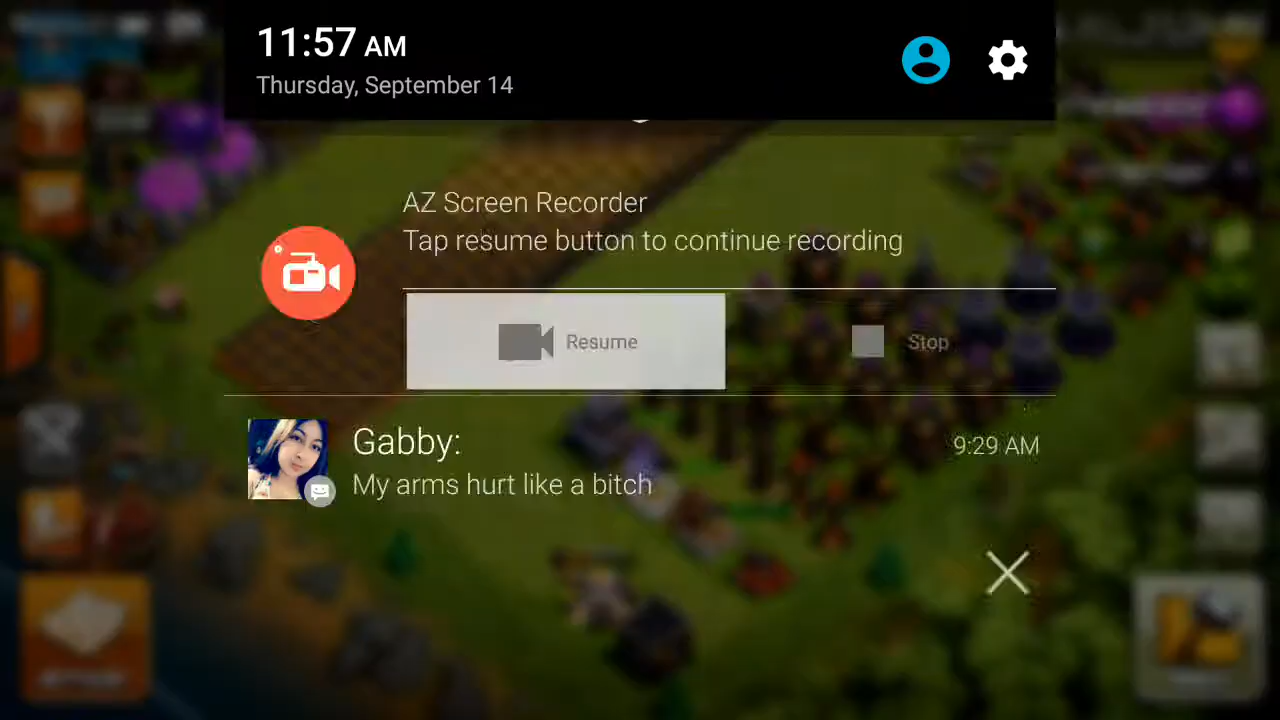 11:57 AM
Thursday, September 14
AZ Screen Recorder
Tap resume button to continue recording
Resume
Stop
Gabby:
9:29 AM
My arms hurt like a bitch